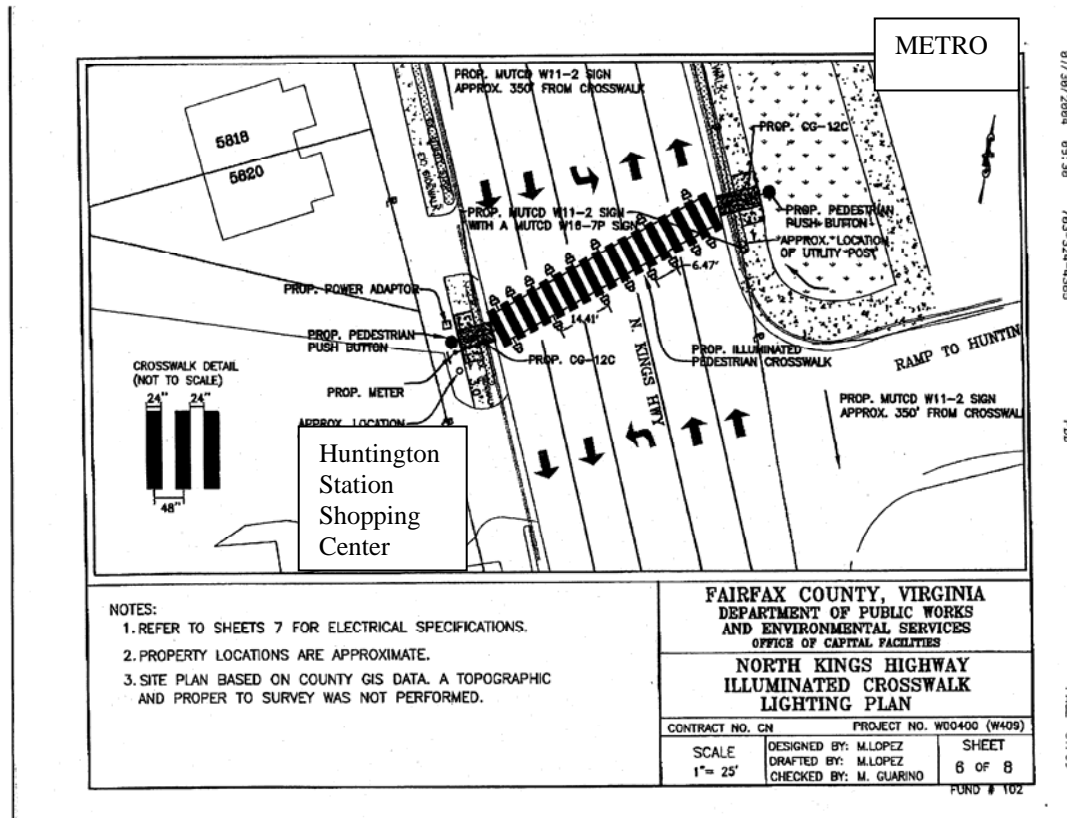 METRO
PROP. MUTCD W11-2 SIGN
APPROX. 350' FROM CROSSWALK
PROP. CG-12C
5818
5820
PROP. MUTCD W11-2 SIGN
WITH A MUTCD W16-7P SIGN
PROP. PEDESTRIAN
PUSH BUTTON
APPROX. LOCATION
OF UTILITY POST
6.47'
PROP. POWER ADAPTOR
14.41'
PROP. PEDESTRIAN
PUSH BUTTON
N. KINGS HWY
PROP. CG-12C
PROP. ILLUMINATED
PEDESTRIAN CROSSWALK
RAMP TO HUNTIN
CROSSWALK DETAIL
(NOT TO SCALE)
24" 24"
48"
PROP. METER
5.0'
APPROX. LOCATION
PROP. MUTCD W11-2 SIGN
APPROX. 350' FROM CROSSWAL
Huntington
Station
Shopping
Center
NOTES:
1. REFER TO SHEETS 7 FOR ELECTRICAL SPECIFICATIONS.
2. PROPERTY LOCATIONS ARE APPROXIMATE.
3. SITE PLAN BASED ON COUNTY GIS DATA. A TOPOGRAPHIC
AND PROPER TO SURVEY WAS NOT PERFORMED.
FAIRFAX COUNTY, VIRGINIA
DEPARTMENT OF PUBLIC WORKS
AND ENVIRONMENTAL SERVICES
OFFICE OF CAPITAL FACILITIES
NORTH KINGS HIGHWAY
ILLUMINATED CROSSWALK
LIGHTING PLAN
CONTRACT NO. CN PROJECT NO. W00400 (W409)
SCALE
1"= 25'
DESIGNED BY: M.LOPEZ
DRAFTED BY: M.LOPEZ
CHECKED BY: M. GUARINO
SHEET
6 OF 8
FUND # 102